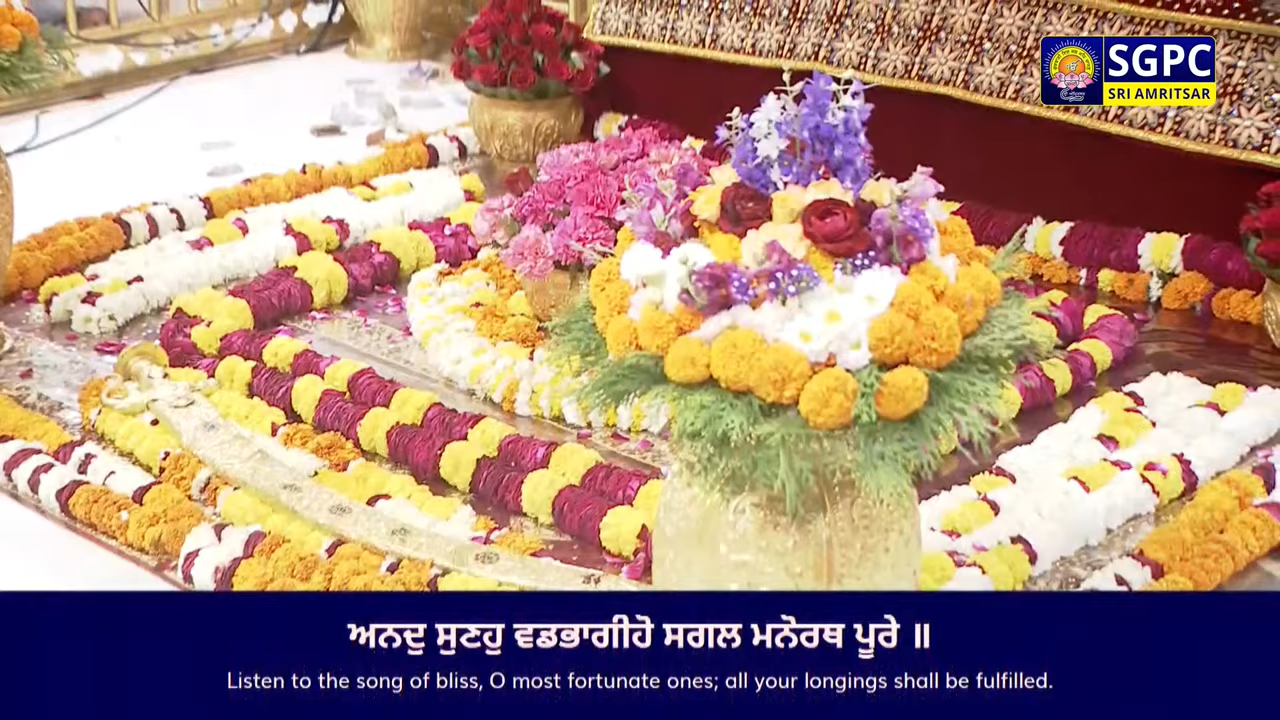 SGPC
SRI AMRITSAR
ਅਨਦੁ ਸੁਣਹੁ ਵਡਭਾਗੀਹੋ ਸਗਲ ਮਨੋਰਥ ਪੂਰੇ ॥
Listen to the song of bliss, O most fortunate ones; all your longings shall be fulfilled.